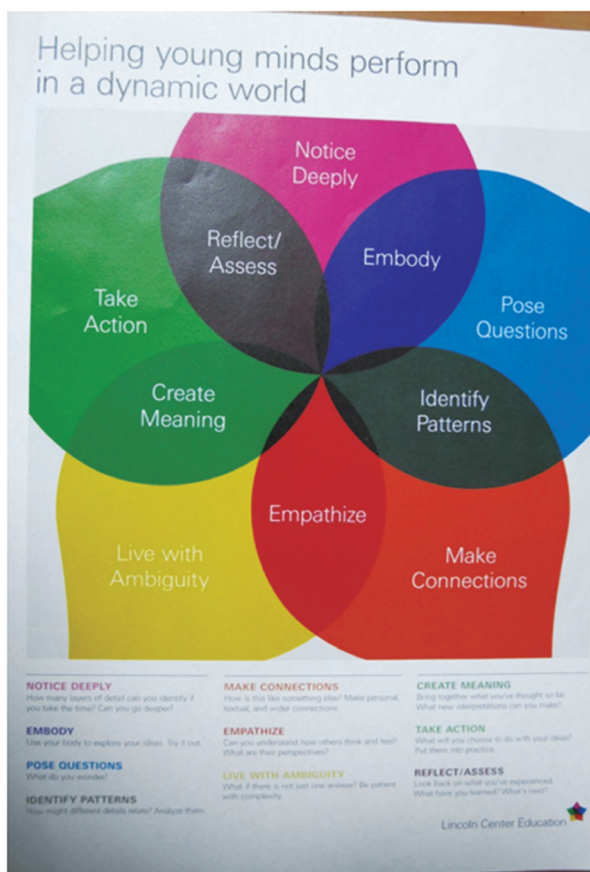 Helping young minds perform
in a dynamic world
Notice
Deeply
Reflect/
Assess
Embody
Take
Action
Pose
Questions
Create
Meaning
Identify
Patterns
Empathize
Live with
Ambiguity
Make
Connections
NOTICE DEEPLY
How many layers of detail can you identify if
you take the time? Can you go deeper?
EMBODY
Use your body to explore your ideas. Try it out.
POSE QUESTIONS
What do you wonder?
IDENTIFY PATTERNS
How might different details relate? Analyze them.
MAKE CONNECTIONS
How is this like something else? Make personal,
textual, and wider connections.
EMPATHIZE
Can you understand how others think and feel?
What are their perspectives?
LIVE WITH AMBIGUITY
What if there is not just one answer? Be patient
with complexity.
CREATE MEANING
Bring together what you've thought so far.
What new interpretations can you make?
TAKE ACTION
What will you choose to do with your ideas?
Put them into practice.
REFLECT/ASSESS
Look back on what you've experienced.
What have you learned? What's next?
Lincoln Center Education